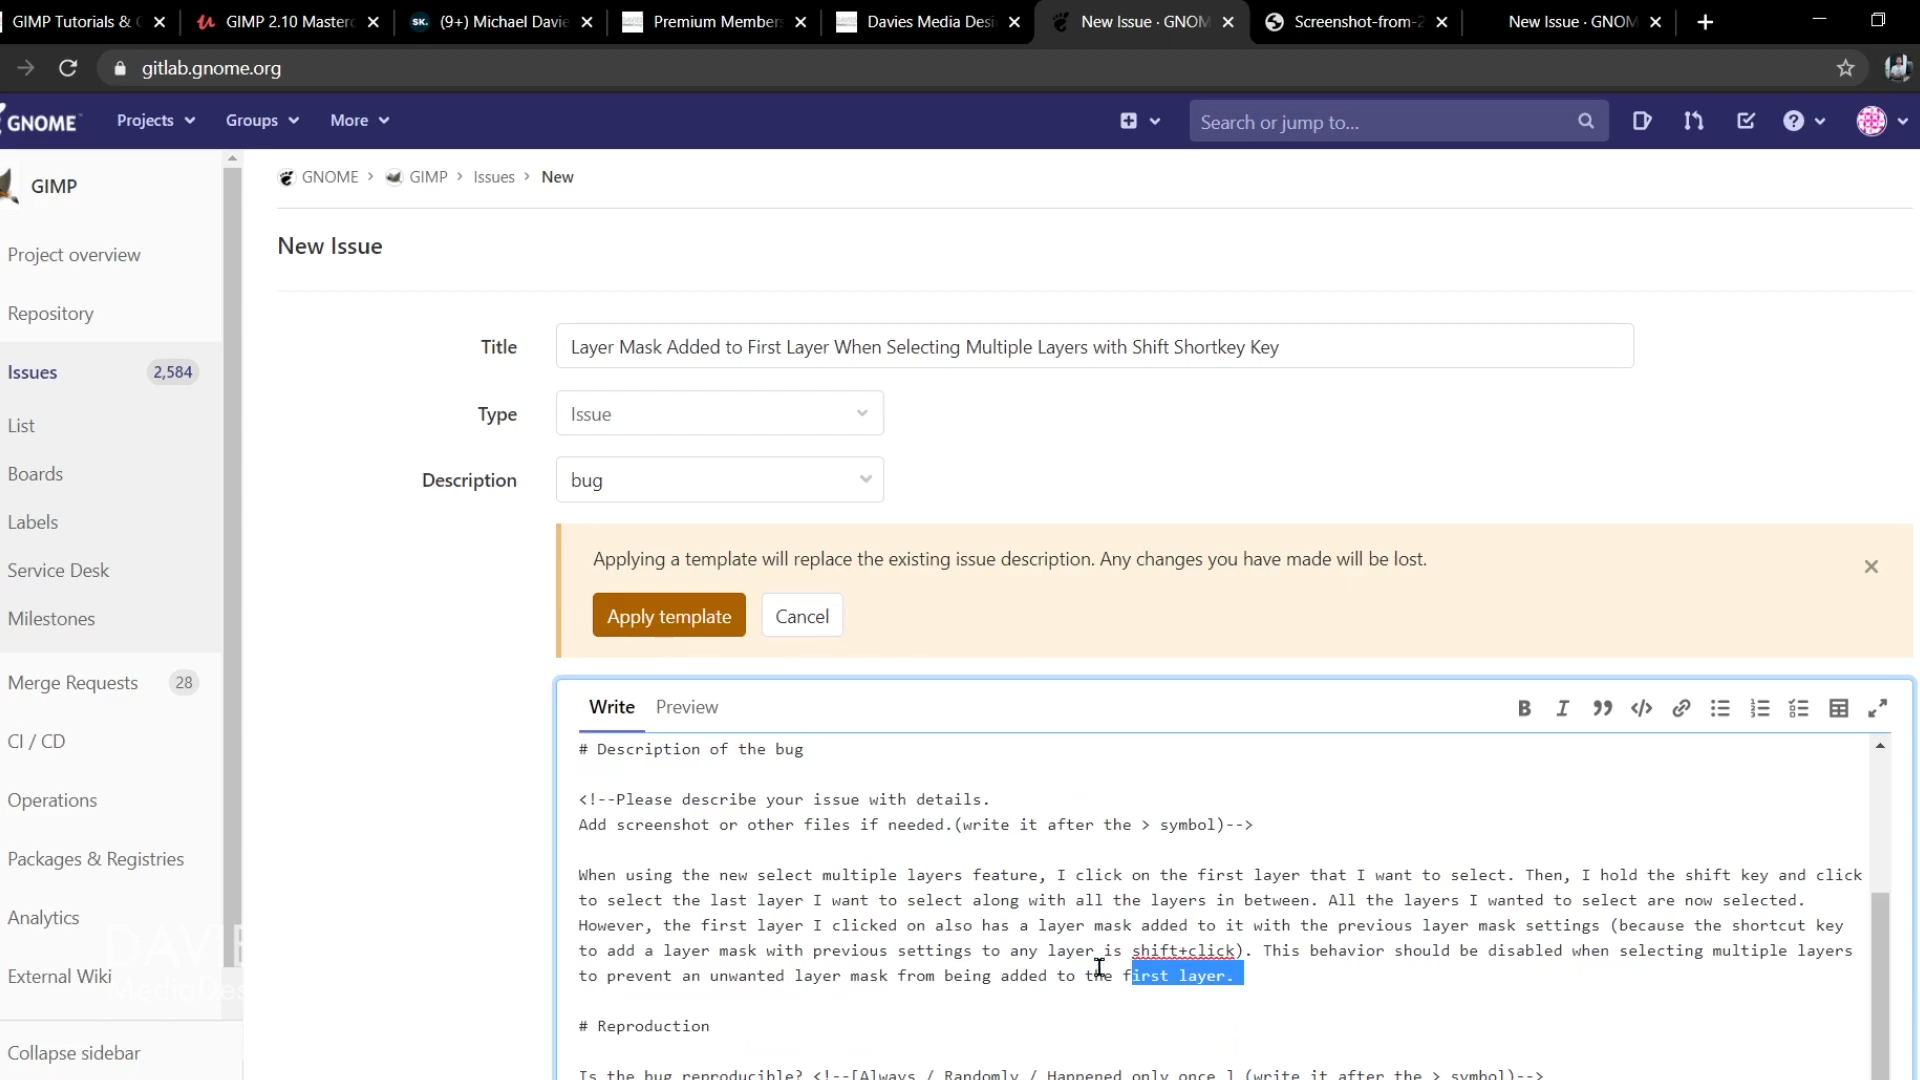 GIMP Tutorials & GIMP 2.10 Masterc (9+) Michael Davie Premium Members Davies Media Desi New Issue · GNOM Screenshot-from-2 New Issue · GNOM
gitlab.gnome.org
GNOME Projects Groups More Search or jump to...
GIMP
GNOME > GIMP > Issues > New
New Issue
Project overview
Repository
Issues 2,584
List
Boards
Labels
Service Desk
Milestones
Merge Requests 28
CI / CD
Operations
Packages & Registries
Analytics
External Wiki
Collapse sidebar
Title Layer Mask Added to First Layer When Selecting Multiple Layers with Shift Shortkey Key
Type Issue
Description bug
Applying a template will replace the existing issue description. Any changes you have made will be lost.
Apply template Cancel
Write Preview
# Description of the bug
<!--Please describe your issue with details.
Add screenshot or other files if needed.(write it after the > symbol)-->
When using the new select multiple layers feature, I click on the first layer that I want to select. Then, I hold the shift key and click
to select the last layer I want to select along with all the layers in between. All the layers I wanted to select are now selected.
However, the first layer I clicked on also has a layer mask added to it with the previous layer mask settings (because the shortcut key
to add a layer mask with previous settings to any layer is shift+click). This behavior should be disabled when selecting multiple layers
to prevent an unwanted layer mask from being added to the first layer.
# Reproduction
Is the bug reproducible? <!--[Always / Randomly / Happened only once ] (write it after the > symbol)-->